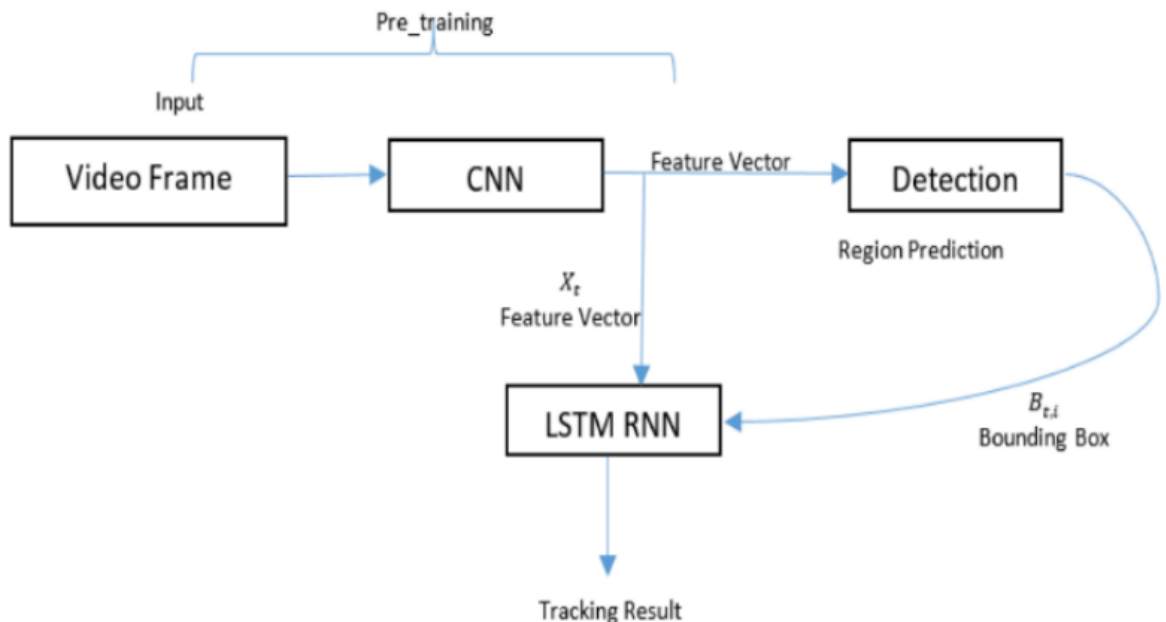 Pre_training
Input
Video Frame
CNN
Feature Vector
Detection
Region Prediction
X_t
Feature Vector
LSTM RNN
B_{t,i}
Bounding Box
Tracking Result